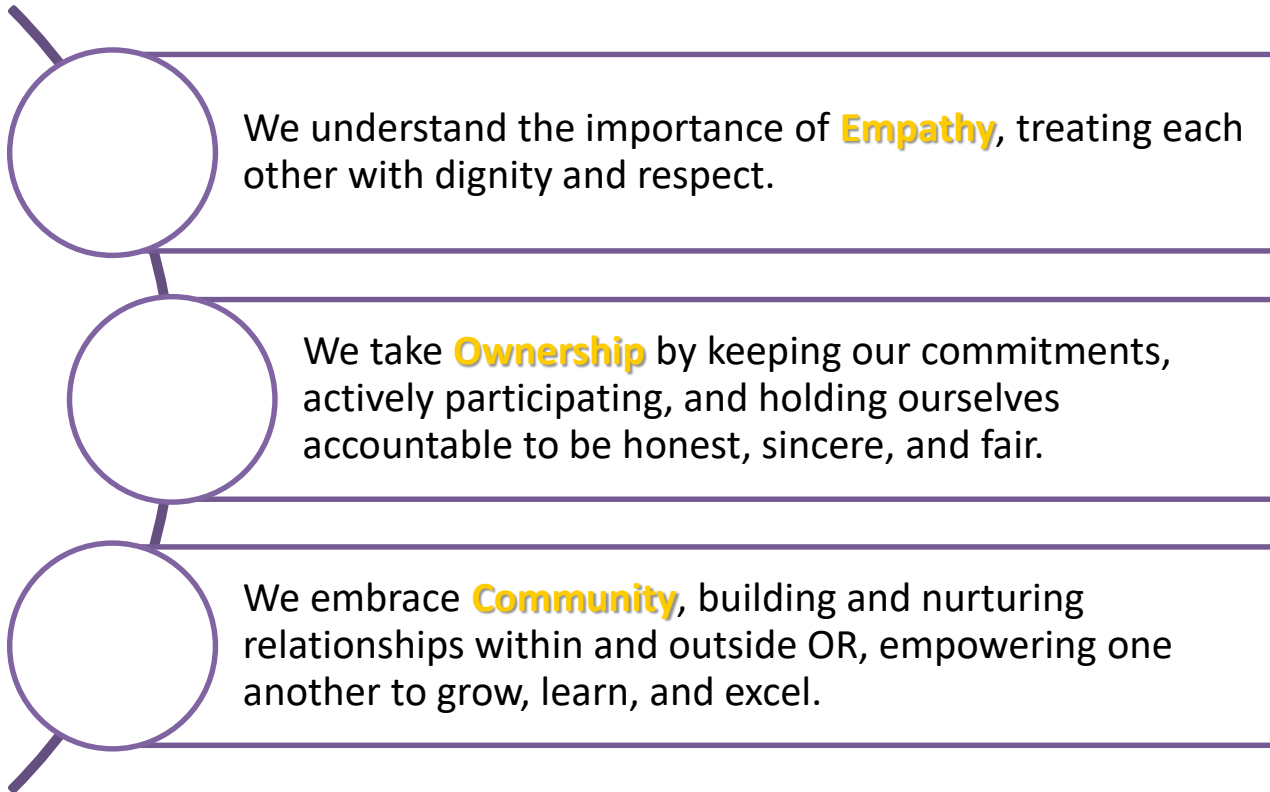 We understand the importance of Empathy, treating each
other with dignity and respect.
We take Ownership by keeping our commitments,
actively participating, and holding ourselves
accountable to be honest, sincere, and fair.
We embrace Community, building and nurturing
relationships within and outside OR, empowering one
another to grow, learn, and excel.